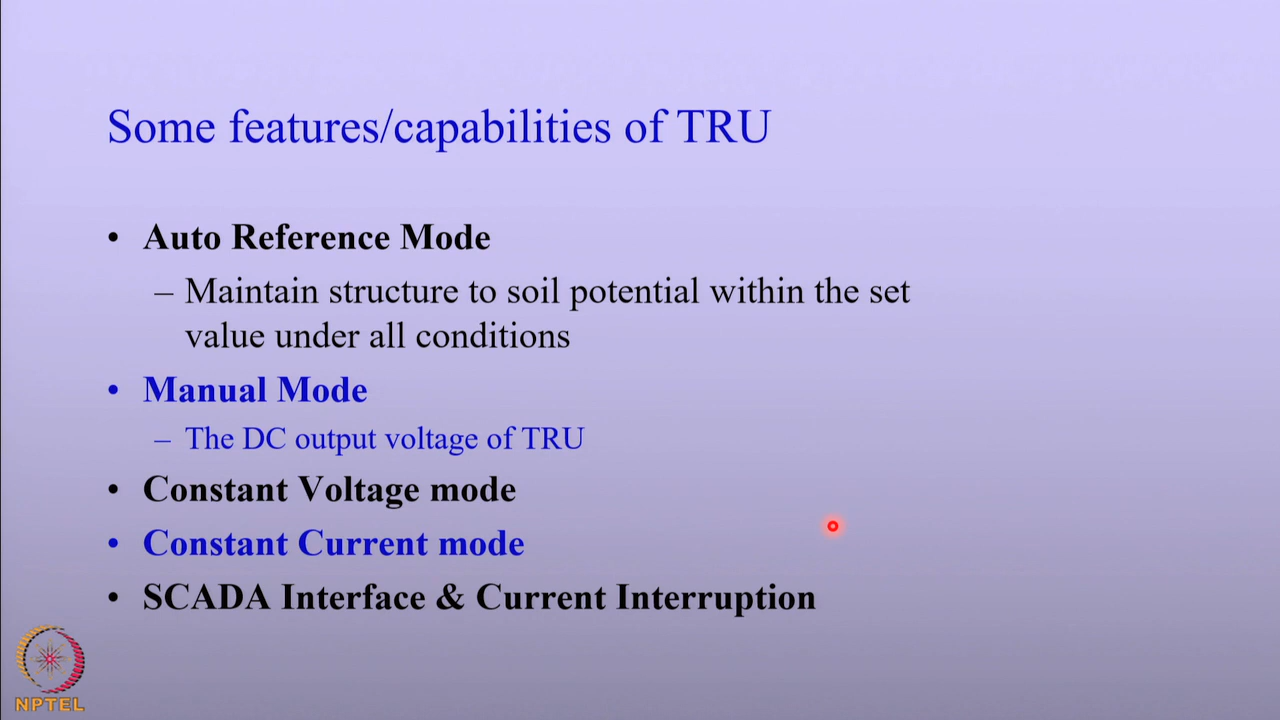 Some features/capabilities of TRU
• Auto Reference Mode
– Maintain structure to soil potential within the set
value under all conditions
• Manual Mode
– The DC output voltage of TRU
• Constant Voltage mode
• Constant Current mode
• SCADA Interface & Current Interruption
NPTEL